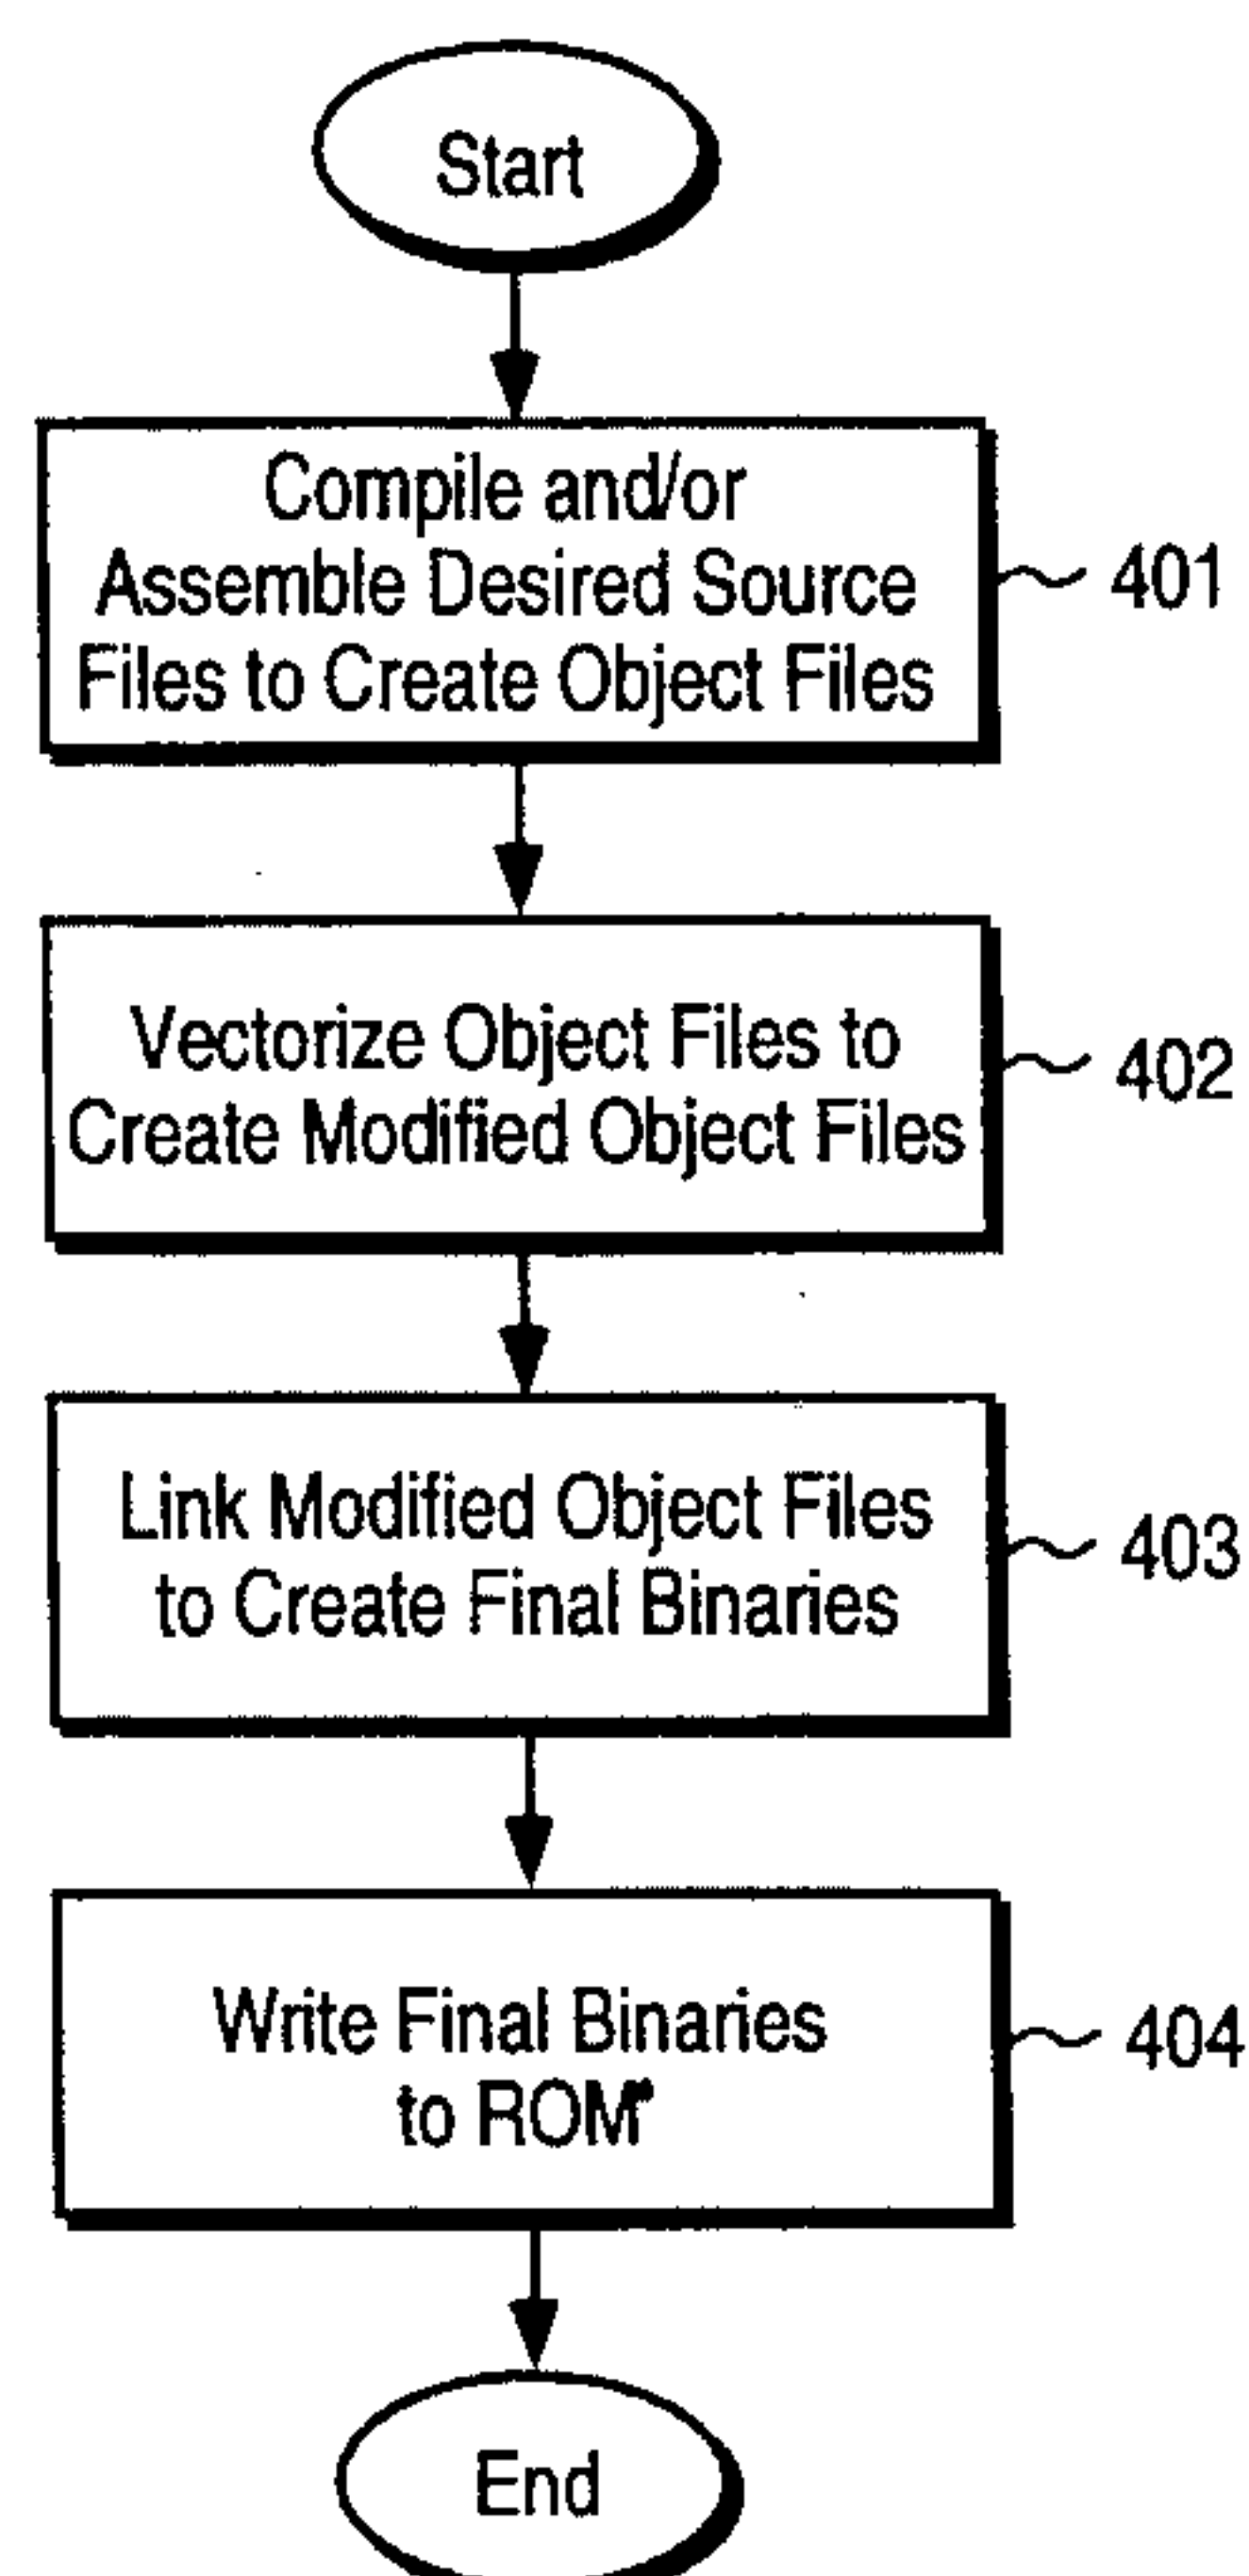 Start
Compile and/or
Assemble Desired Source
Files to Create Object Files
401
Vectorize Object Files to
Create Modified Object Files
402
Link Modified Object Files
to Create Final Binaries
403
Write Final Binaries
to ROM
404
End